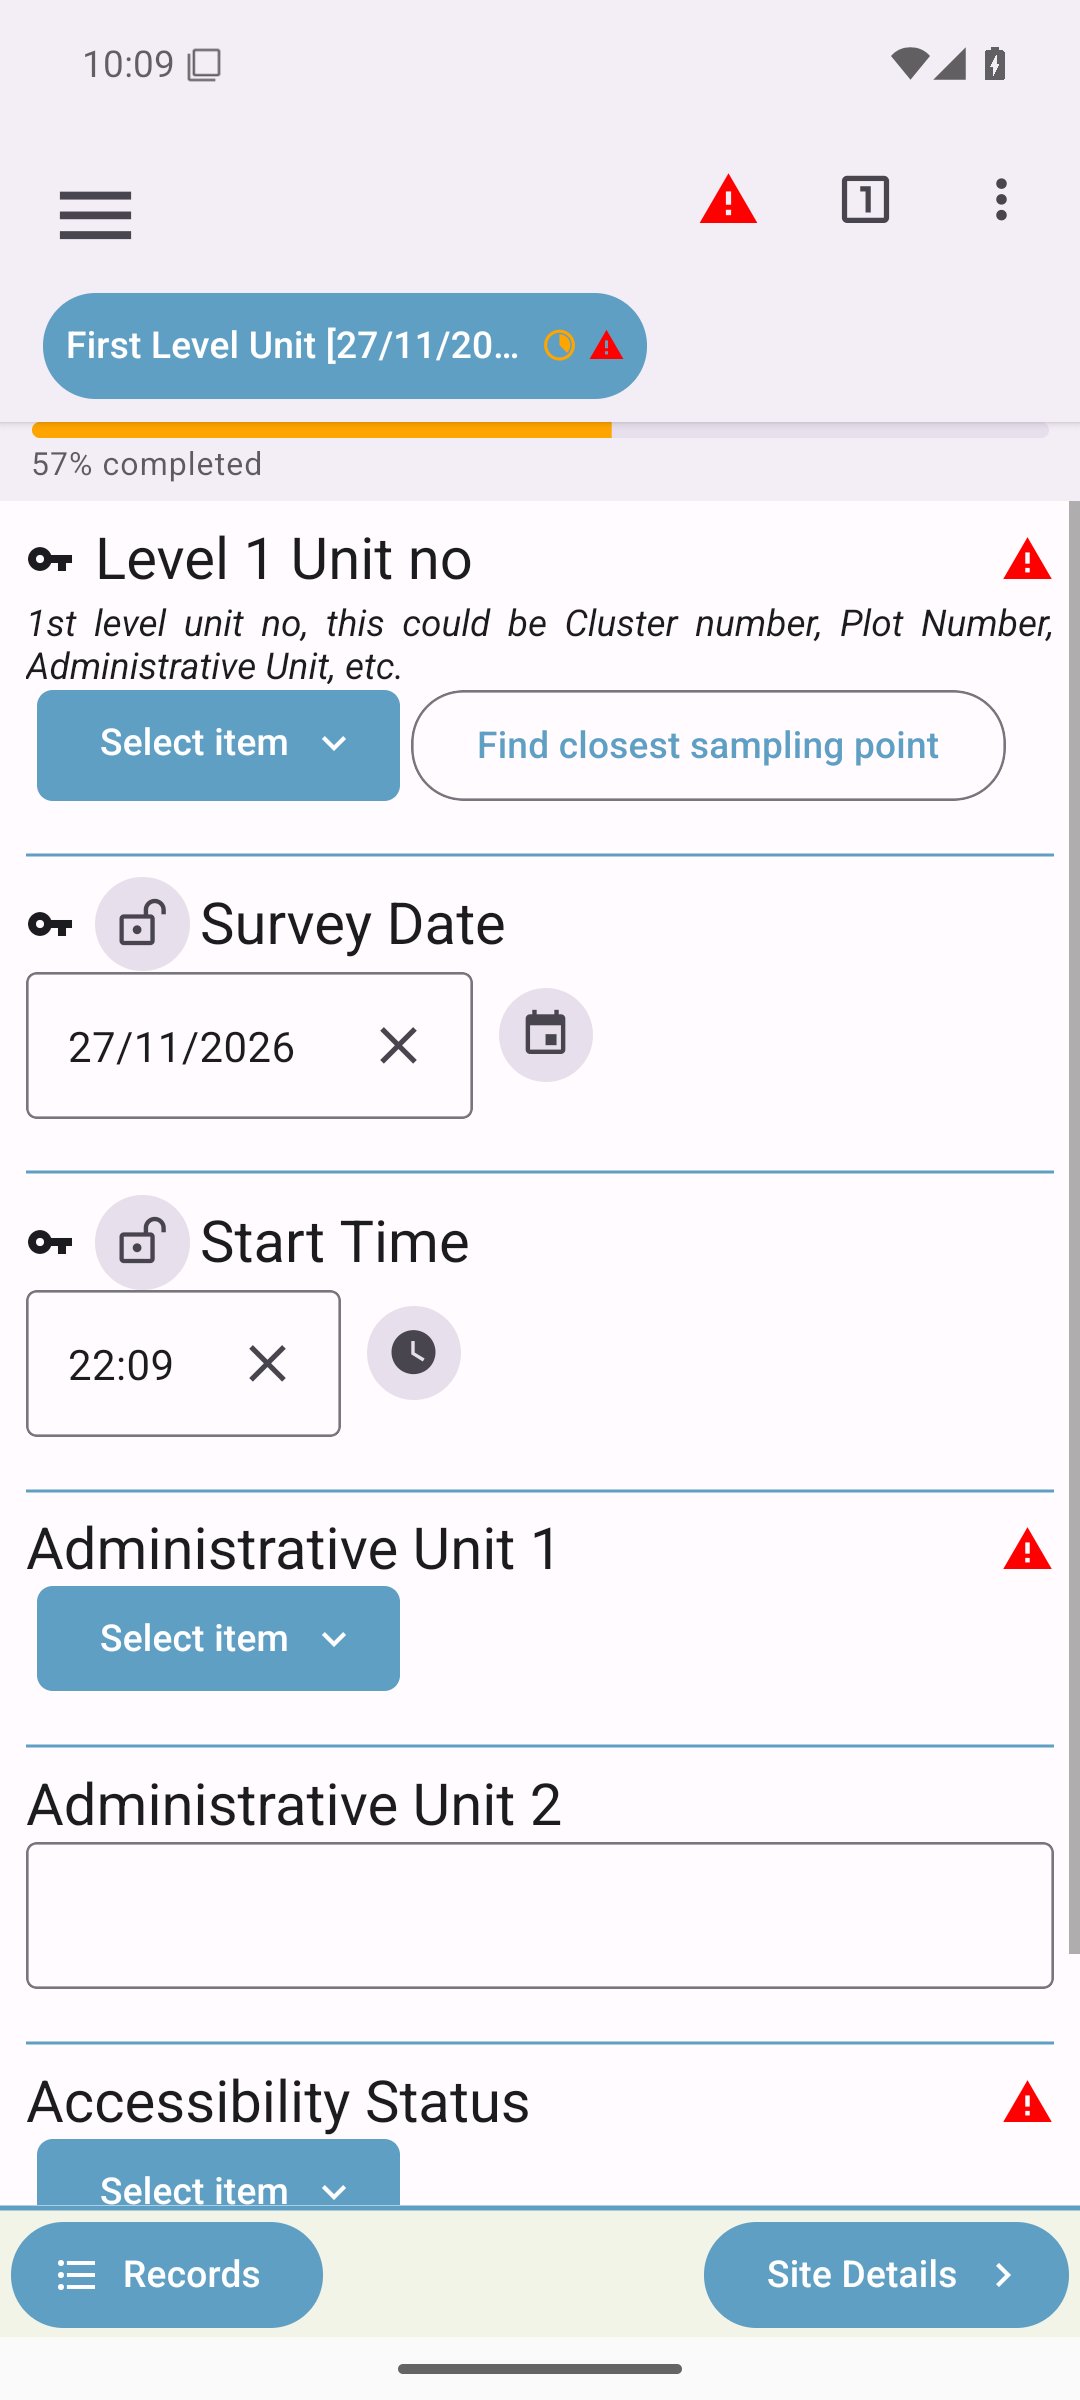 10:09
1
First Level Unit [27/11/20...
57% completed
Level 1 Unit no
1st level unit no, this could be Cluster number, Plot Number,
Administrative Unit, etc.
Select item
Find closest sampling point
Survey Date
27/11/2026
Start Time
22:09
Administrative Unit 1
Select item
Administrative Unit 2
Accessibility Status
Select item
Records
Site Details